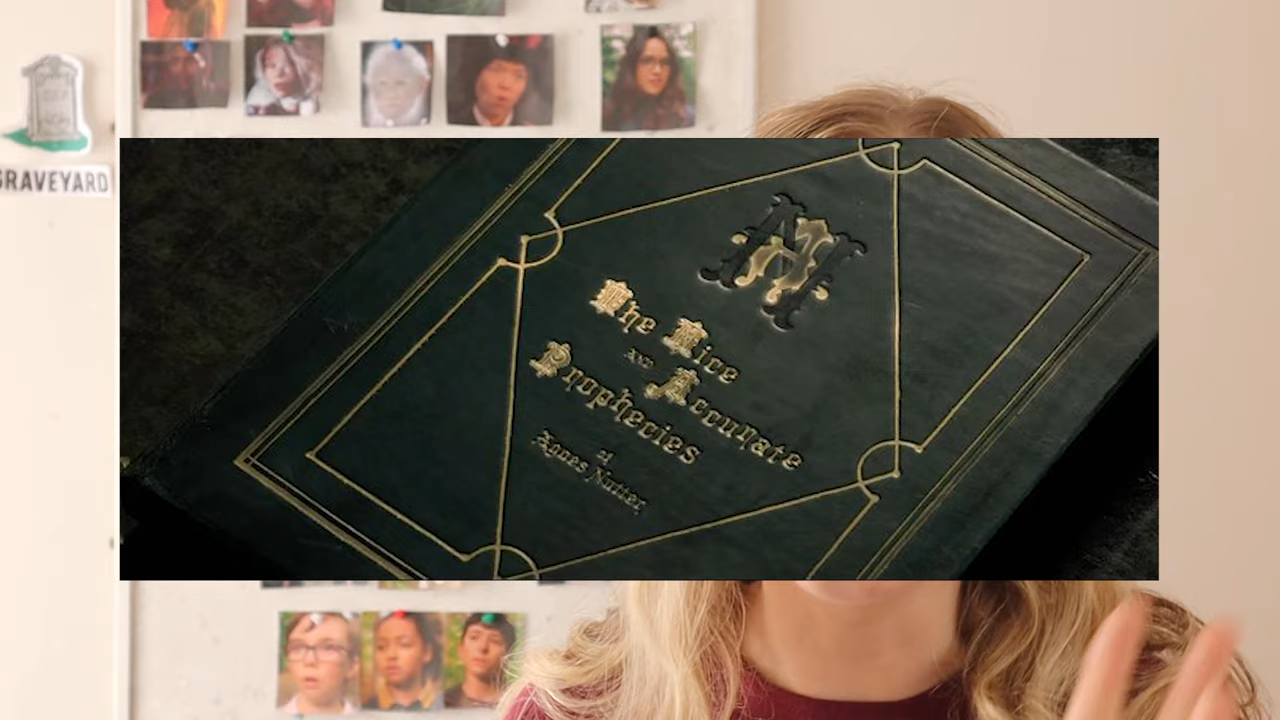 GRAVEYARD
The Nice
AND Accurate
Prophecies
of
Agnes Nutter